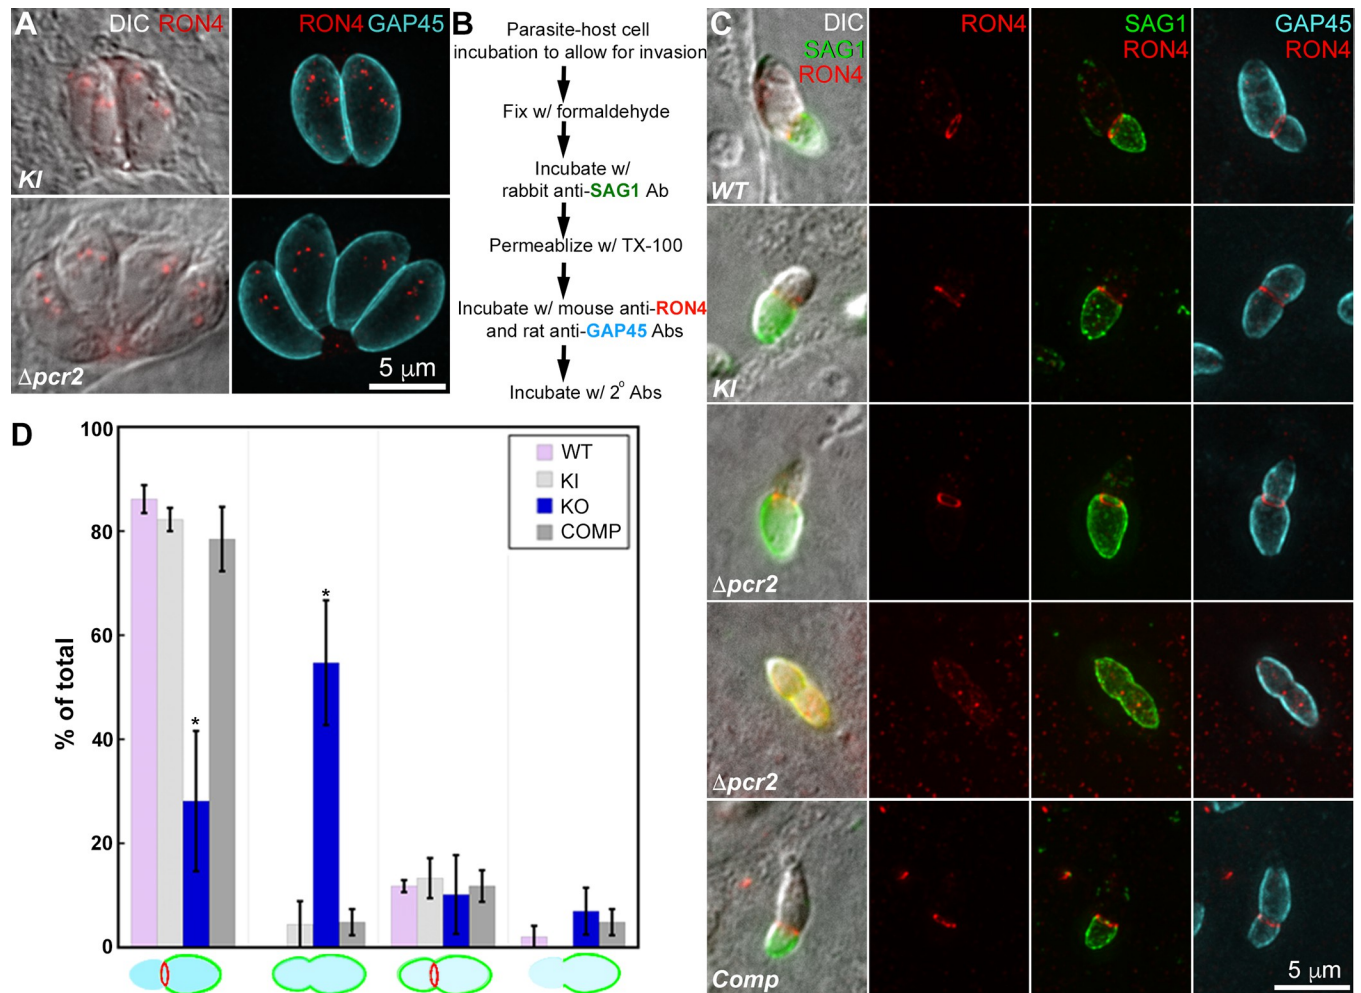 A
DIC RON4
RON4 GAP45
KI
Δpcr2
5 μm
B
Parasite-host cell
incubation to allow for invasion
Fix w/ formaldehyde
Incubate w/
rabbit anti-SAG1 Ab
Permeablize w/ TX-100
Incubate w/ mouse anti-RON4
and rat anti-GAP45 Abs
Incubate w/ 2° Abs
C
DIC
SAG1
RON4
RON4
SAG1
RON4
GAP45
RON4
WT
KI
Δpcr2
Δpcr2
Comp
5 μm
D
% of total
100
80
60
40
20
0
WT
KI
KO
COMP
*
*